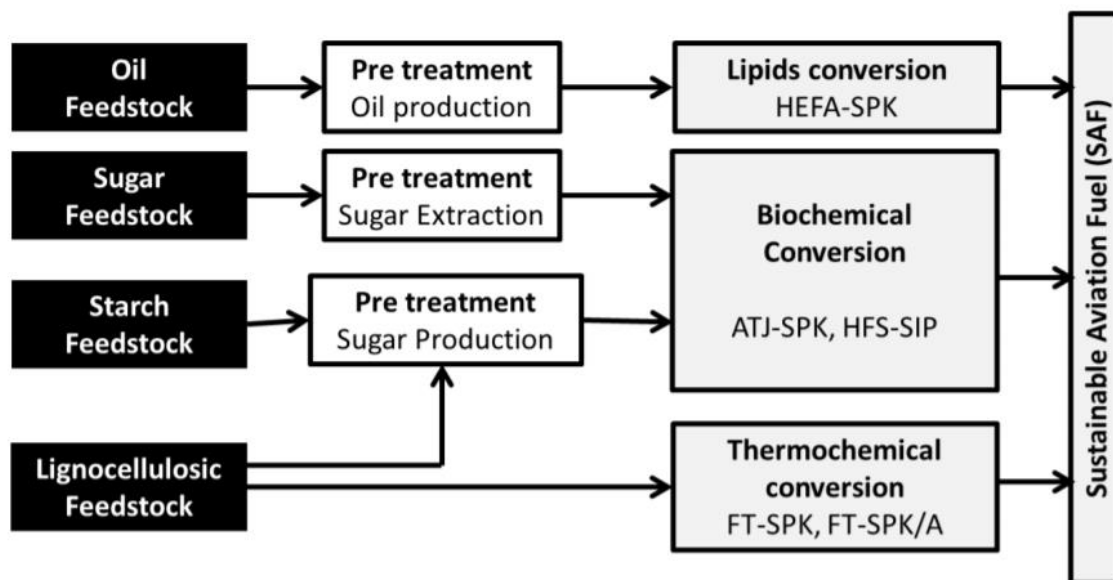 Oil
Feedstock
Pre treatment
Oil production
Lipids conversion
HEFA-SPK
Sugar
Feedstock
Pre treatment
Sugar Extraction
Biochemical
Conversion
ATJ-SPK, HFS-SIP
Starch
Feedstock
Pre treatment
Sugar Production
Lignocellulosic
Feedstock
Thermochemical
conversion
FT-SPK, FT-SPK/A
Sustainable Aviation Fuel (SAF)